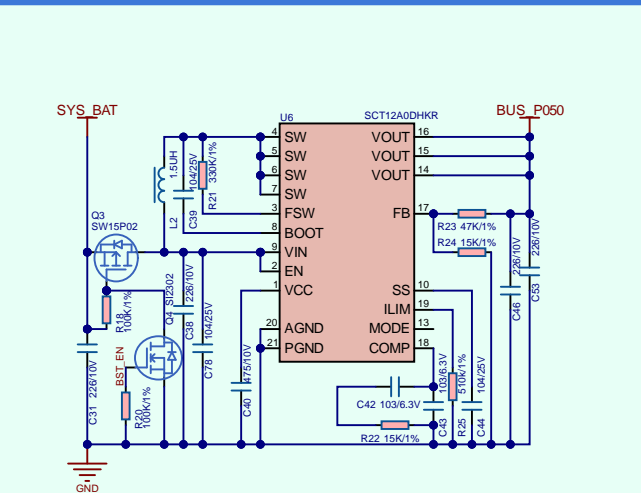 SYS_BAT
BUS_P050
U6
SCT12A0DHKR
4 SW
5 SW
6 SW
7 SW
3 FSW
8 BOOT
9 VIN
2 EN
1 VCC
20 AGND
21 PGND
VOUT 16
VOUT 15
VOUT 14
FB 17
SS 10
ILIM 19
MODE 13
COMP 18
1.5UH
L2
104/25V
C39
330K/1%
R21
Q3
SW15P02
R18
100K/1%
Q4 SI2302
226/10V
C38
104/25V
C78
475/10V
C40
BST_EN
R20
100K/1%
C31 226/10V
R23 47K/1%
R24 15K/1%
226/10V
C46
226/10V
C53
C42 103/6.3V
R22 15K/1%
103/6.3V
C43
510k/1%
R25
104/25V
C44
GND